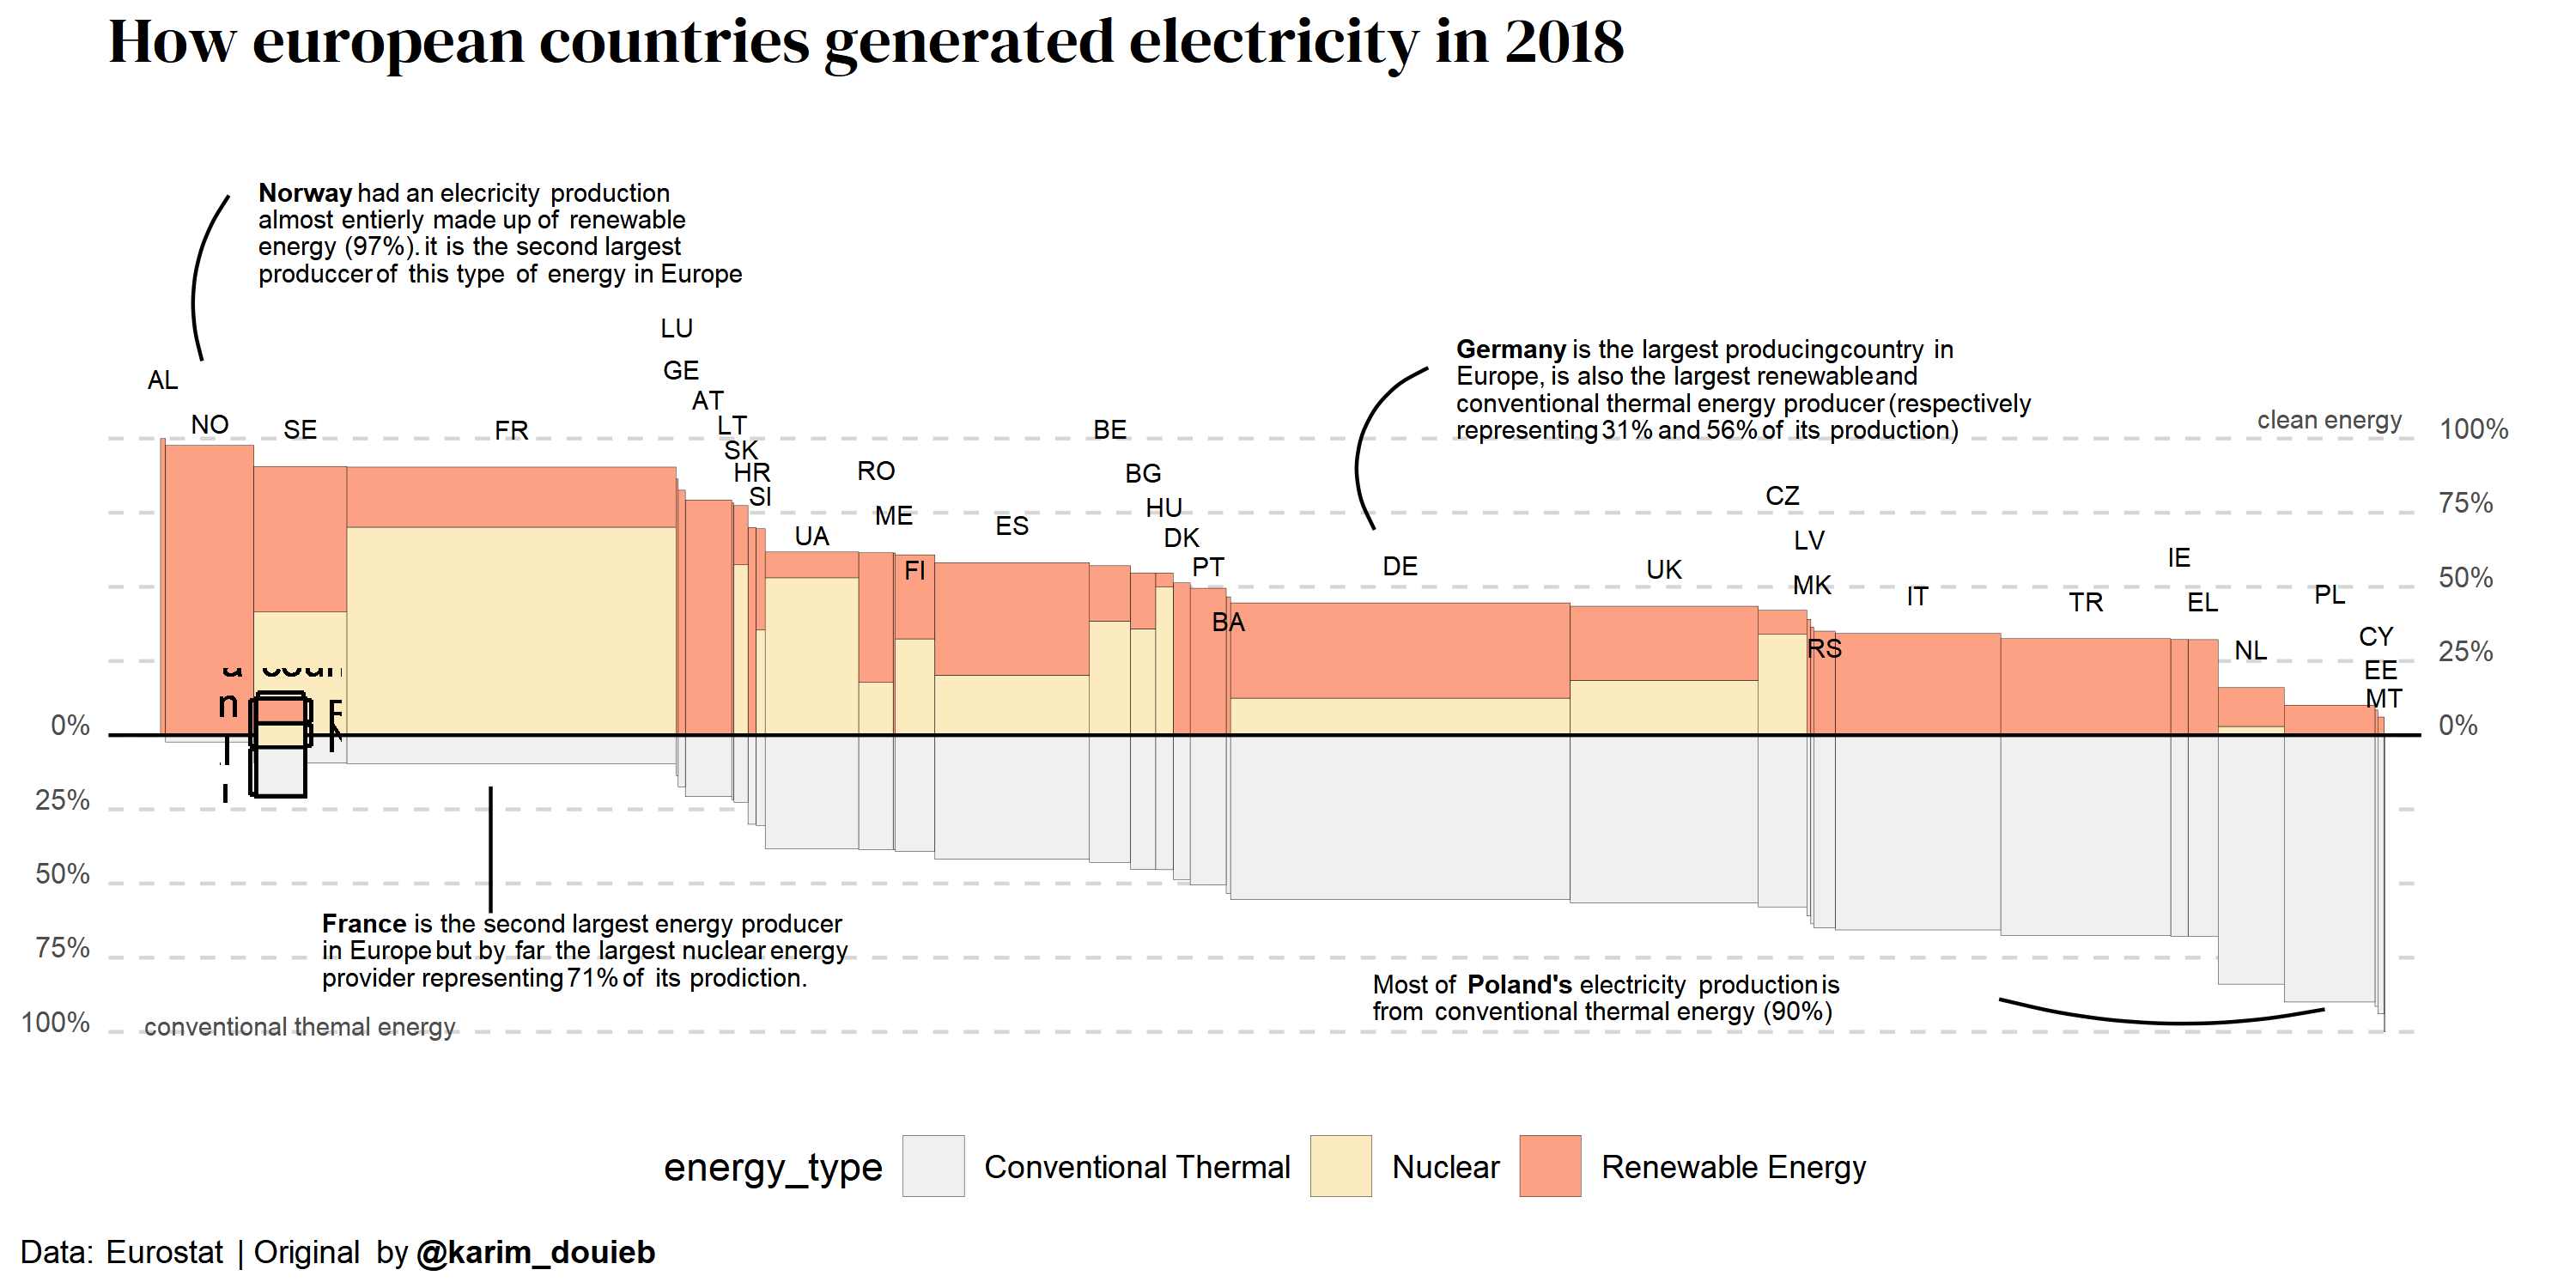 How european countries generated electricity in 2018
Norway had an elecricity production
almost entierly made up of renewable
energy (97%). it is the second largest
produccer of this type of energy in Europe
LU
GE
AL
AT
NO
SE
FR
LT
SK
HR
SI
UA
RO
ME
FI
ES
BE
BG
HU
DK
PT
BA
Germany is the largest producing country in
Europe, is also the largest renewable and
conventional thermal energy producer (respectively
representing 31% and 56% of its production)
DE
UK
CZ
LV
MK
RS
IT
TR
IE
EL
NL
PL
CY
EE
MT
clean energy
100%
75%
50%
25%
0%
0%
25%
50%
75%
100%
conventional themal energy
France is the second largest energy producer
in Europe but by far the largest nuclear energy
provider representing 71% of its prodiction.
Most of Poland's electricity production is
from conventional thermal energy (90%)
energy_type Conventional Thermal Nuclear Renewable Energy
Data: Eurostat | Original by @karim_douieb